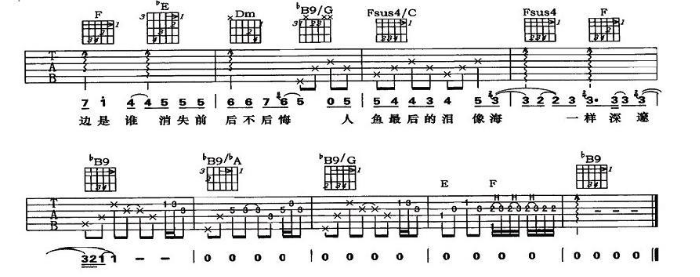 F ♭E Dm ♭B9/G Fsus4/C Fsus4 F
T
A
B
7 1 4 4 5 5 5 6 6 7 6 5 0 5 5 4 4 3 4 5 3 3 2 2 3 3· 3 3 3
边是 谁 消失前 后不后悔 人 鱼最后的泪 像海 一样 深邃
♭B9 ♭B9/♭A ♭B9/G E F ♭B9
T
A
B
3 2 1 1 - - 0 0 0 0 0 0 0 0 0 0 0 0 0 0 0 0